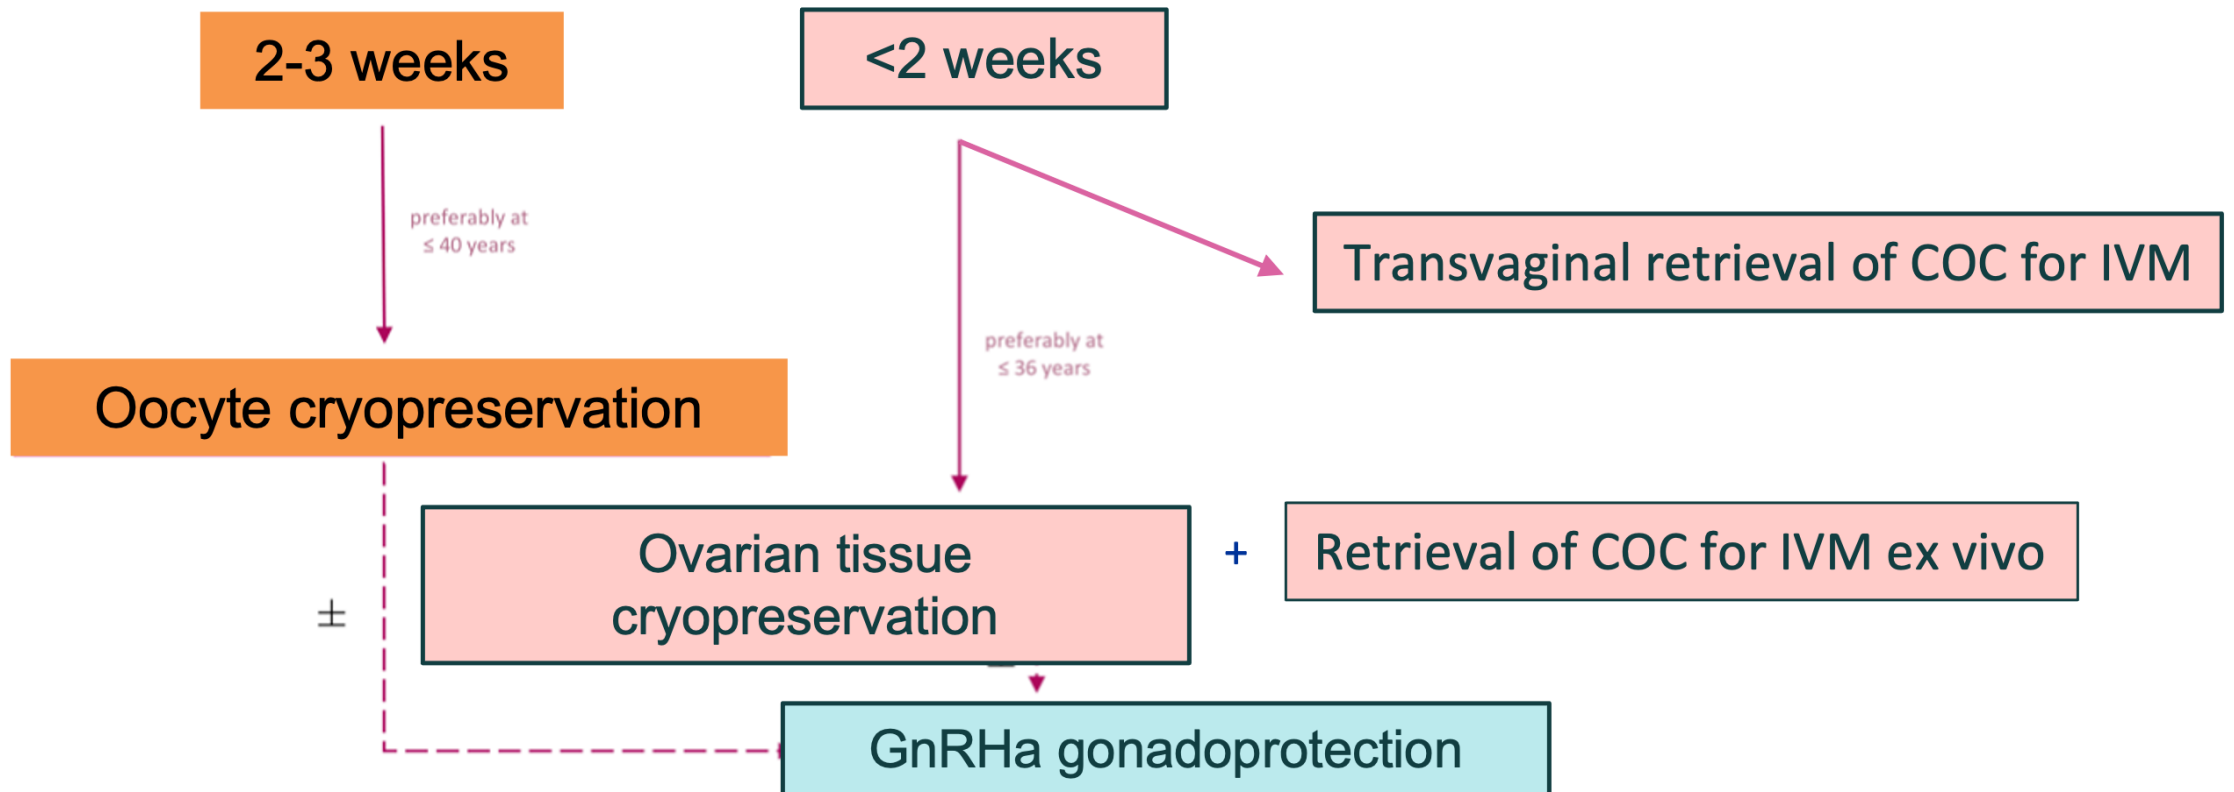 2-3 weeks
<2 weeks
preferably at
≤ 40 years
Transvaginal retrieval of COC for IVM
preferably at
≤ 36 years
Oocyte cryopreservation
Ovarian tissue
cryopreservation
+
Retrieval of COC for IVM ex vivo
±
GnRHa gonadoprotection